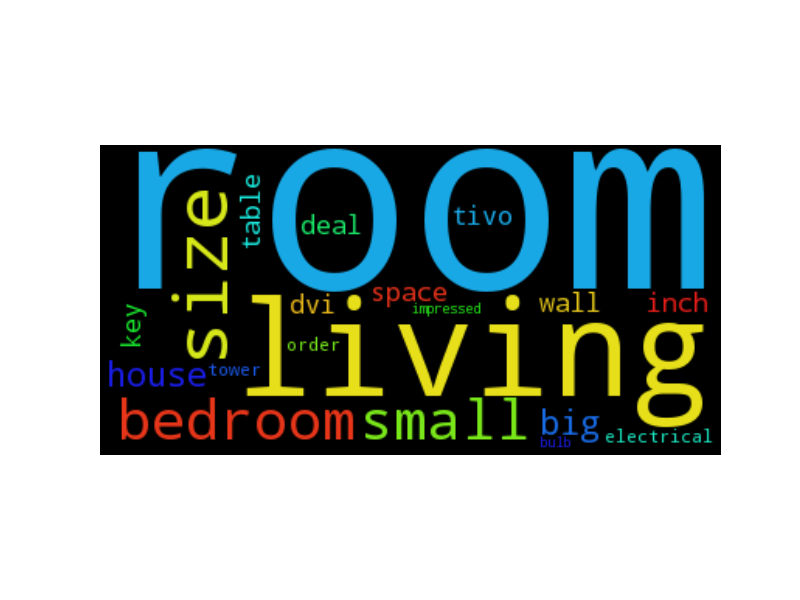 room
size
table
deal
tivo
living
dvi
space
impressed
wall
inch
key
order
house
tower
bedroom
small
big
bulb
electrical